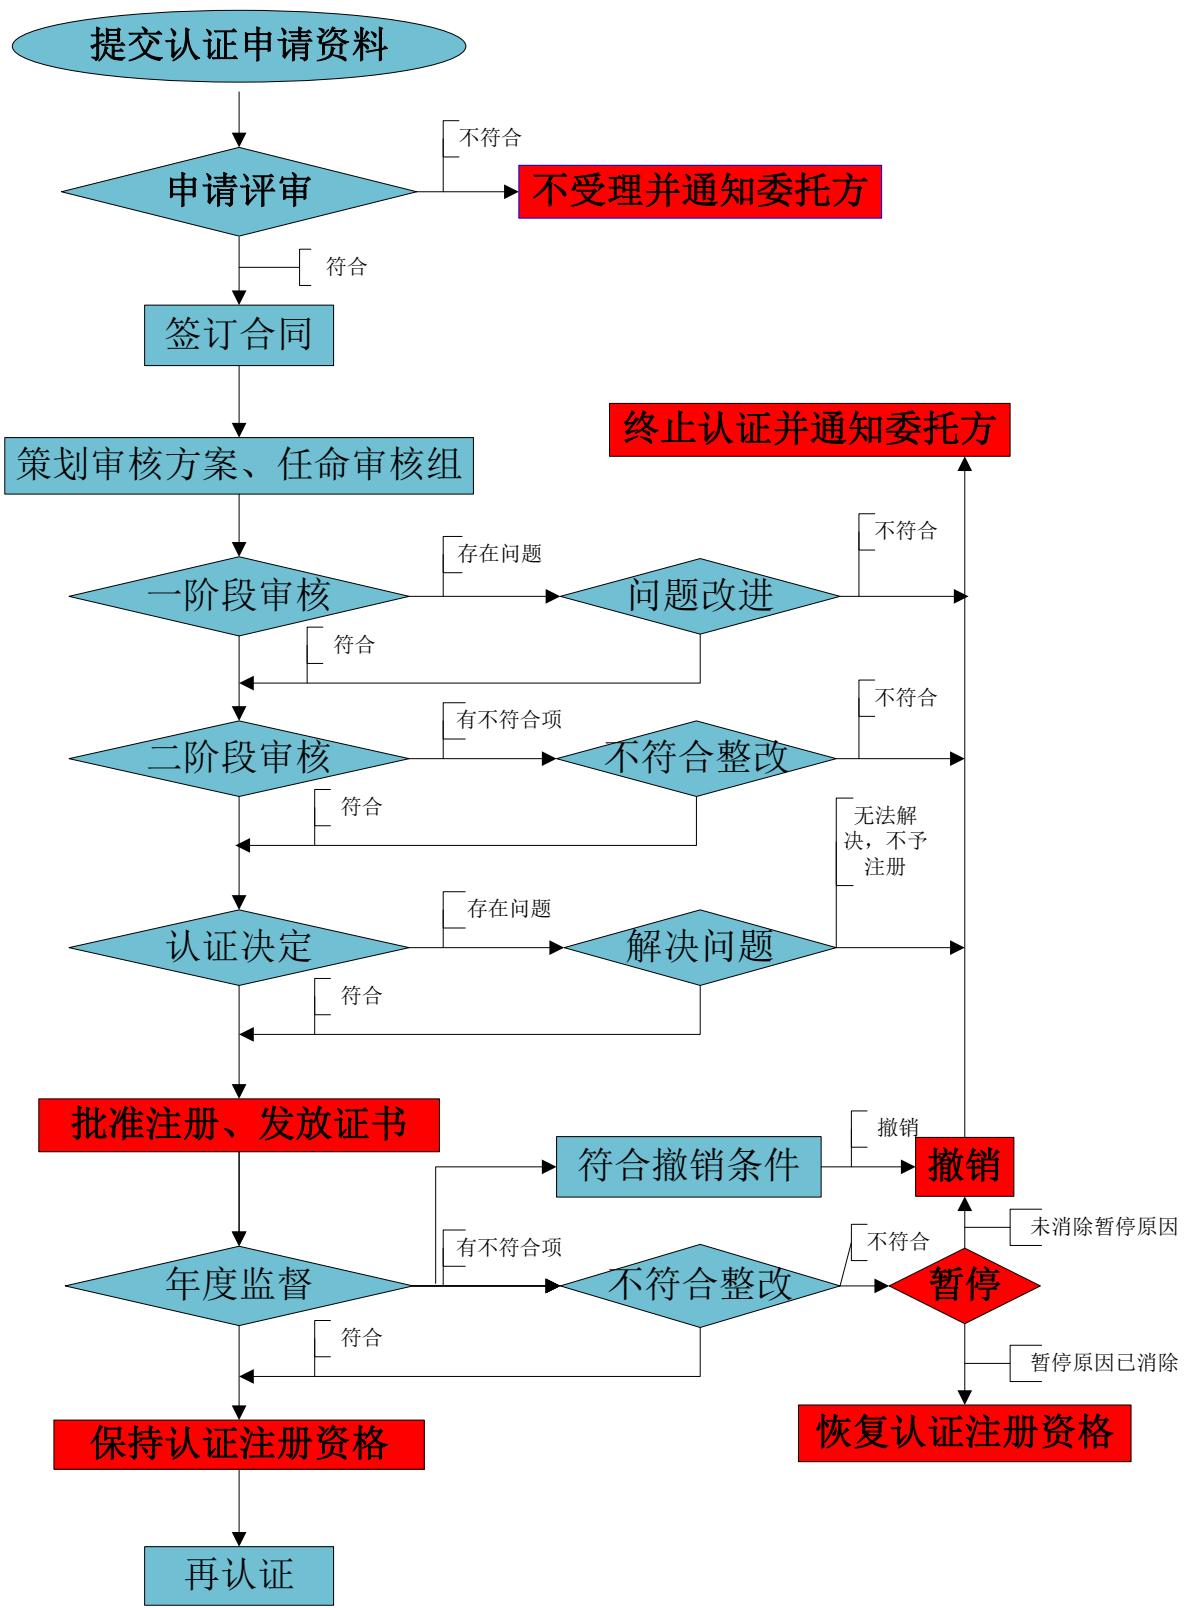 提交认证申请资料
不符合
申请评审
不受理并通知委托方
符合
签订合同
终止认证并通知委托方
策划审核方案、任命审核组
不符合
存在问题
一阶段审核
问题改进
符合
不符合
有不符合项
二阶段审核
不符合整改
符合
无法解
决，不予
注册
存在问题
认证决定
解决问题
符合
批准注册、发放证书
撤销
符合撤销条件
撤销
未消除暂停原因
有不符合项
不符合
年度监督
不符合整改
暂停
符合
暂停原因已消除
保持认证注册资格
恢复认证注册资格
再认证